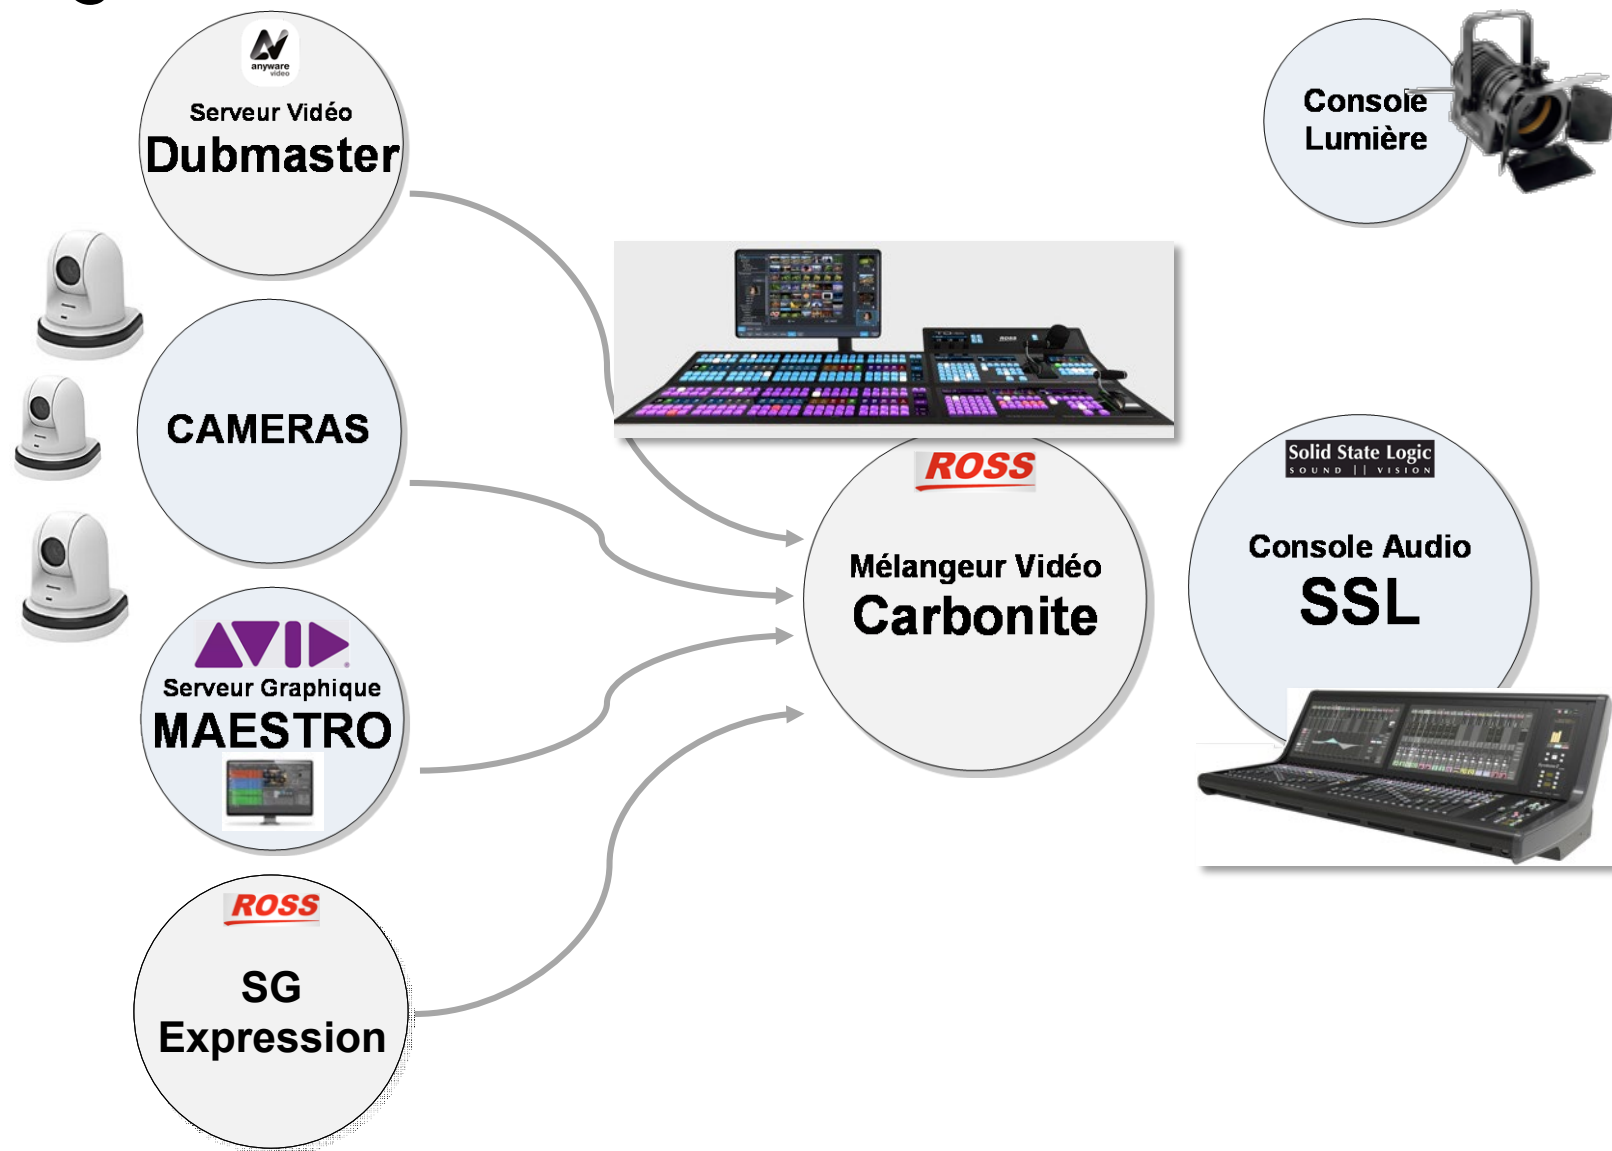 anyware
video
Serveur Vidéo
Dubmaster
Console
Lumière
CAMERAS
ROSS
ROSS
Mélangeur Vidéo
Carbonite
Solid State Logic
SOUND || VISION
Console Audio
SSL
AVID
Serveur Graphique
MAESTRO
ROSS
SG
Expression